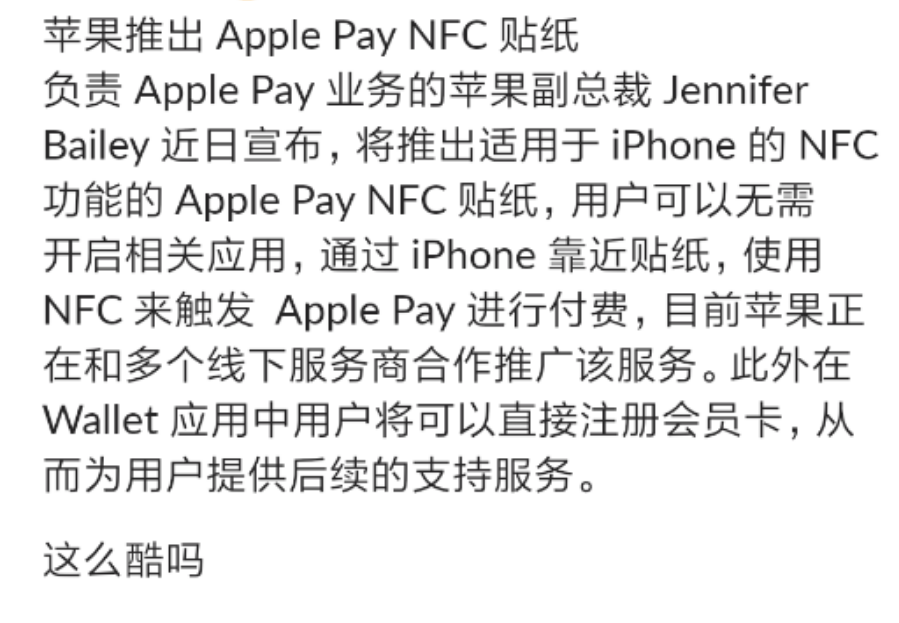 苹果推出 Apple Pay NFC 贴纸
负责 Apple Pay 业务的苹果副总裁 Jennifer
Bailey 近日宣布，将推出适用于 iPhone 的 NFC
功能的 Apple Pay NFC 贴纸，用户可以无需
开启相关应用，通过 iPhone 靠近贴纸，使用
NFC 来触发 Apple Pay 进行付费，目前苹果正
在和多个线下服务商合作推广该服务。此外在
Wallet 应用中用户将可以直接注册会员卡，从
而为用户提供后续的支持服务。
这么酷吗